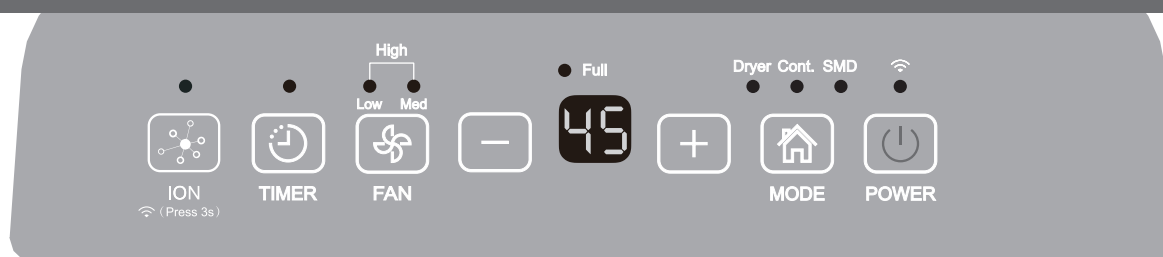 High
Full
Dryer Cont. SMD
Low Med
45
ION
TIMER
FAN
MODE
POWER
(Press 3s)